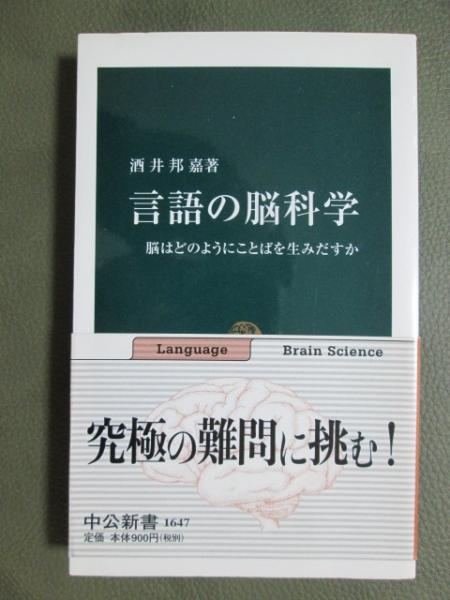 酒井邦嘉著
言語の脳科学
脳はどのようにことばを生みだすか
Language Brain Science
究極の難問に挑む!
中公新書 1647
定価 本体900円(税別)